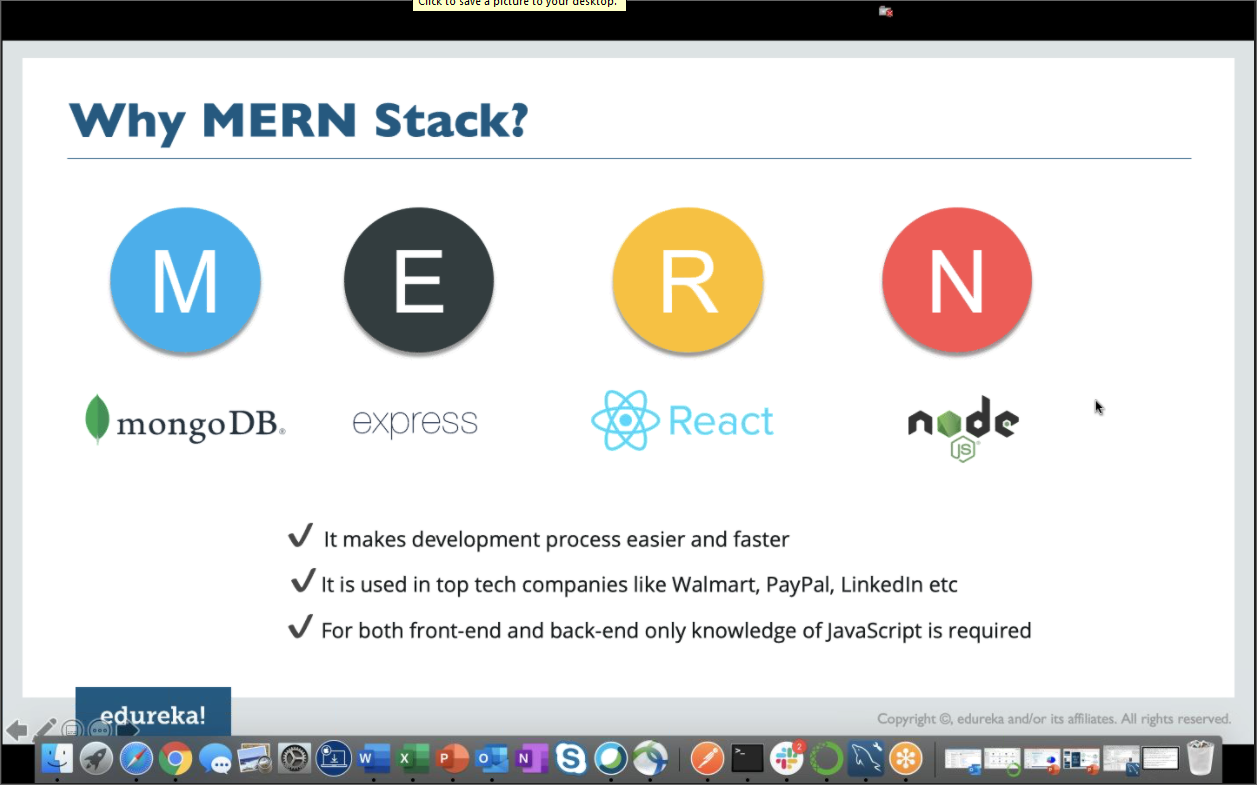 Click to save a picture to your desktop.
Why MERN Stack?
M E R N
mongoDB® express React node
JS
✓ It makes development process easier and faster
✓ It is used in top tech companies like Walmart, PayPal, LinkedIn etc
✓ For both front-end and back-end only knowledge of JavaScript is required
edureka!
Copyright ©, edureka and/or its affiliates. All rights reserved.
W X P O N S 2